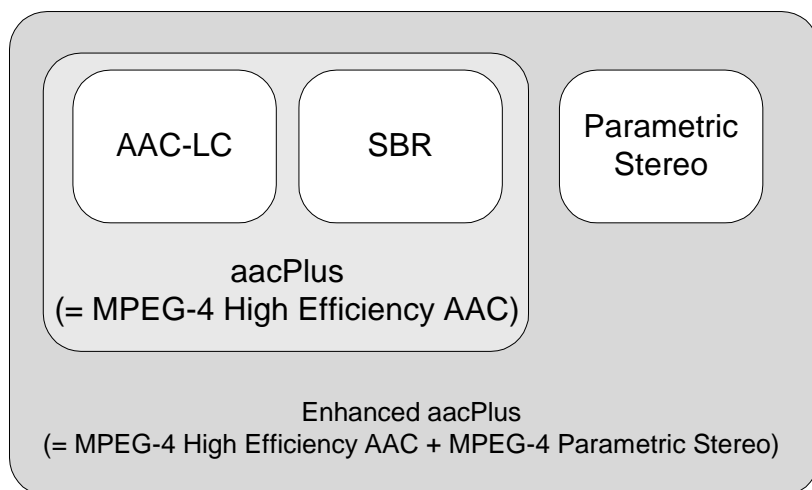 AAC-LC
SBR
Parametric
Stereo
aacPlus
(= MPEG-4 High Efficiency AAC)
Enhanced aacPlus
(= MPEG-4 High Efficiency AAC + MPEG-4 Parametric Stereo)